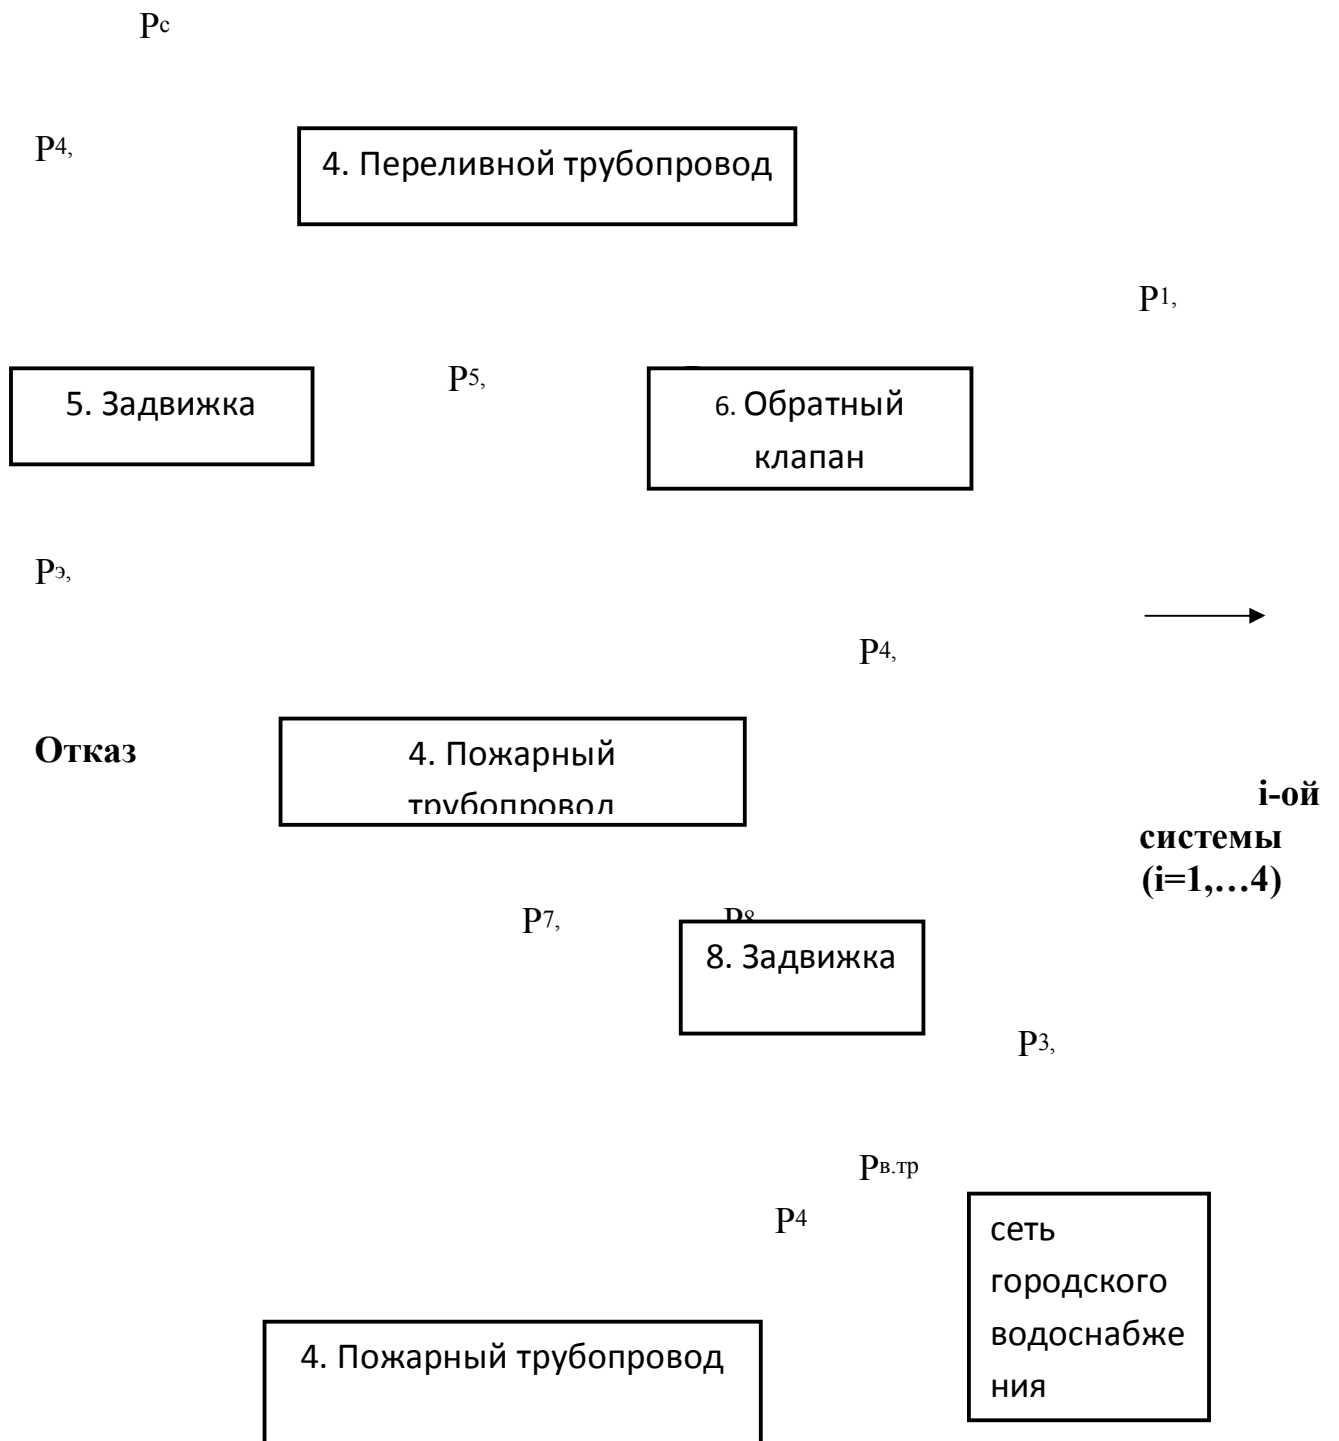 Pс
P4,
4. Переливной трубопровод
P1,
5. Задвижка
P5,
6. Обратный
клапан
Pэ,
P4,
Отказ
4. Пожарный
трубопровод
i-ой
системы
(i=1,…4)
P7,
P8
8. Задвижка
P3,
Pв.тр
P4
сеть
городского
водоснабже
ния
4. Пожарный трубопровод